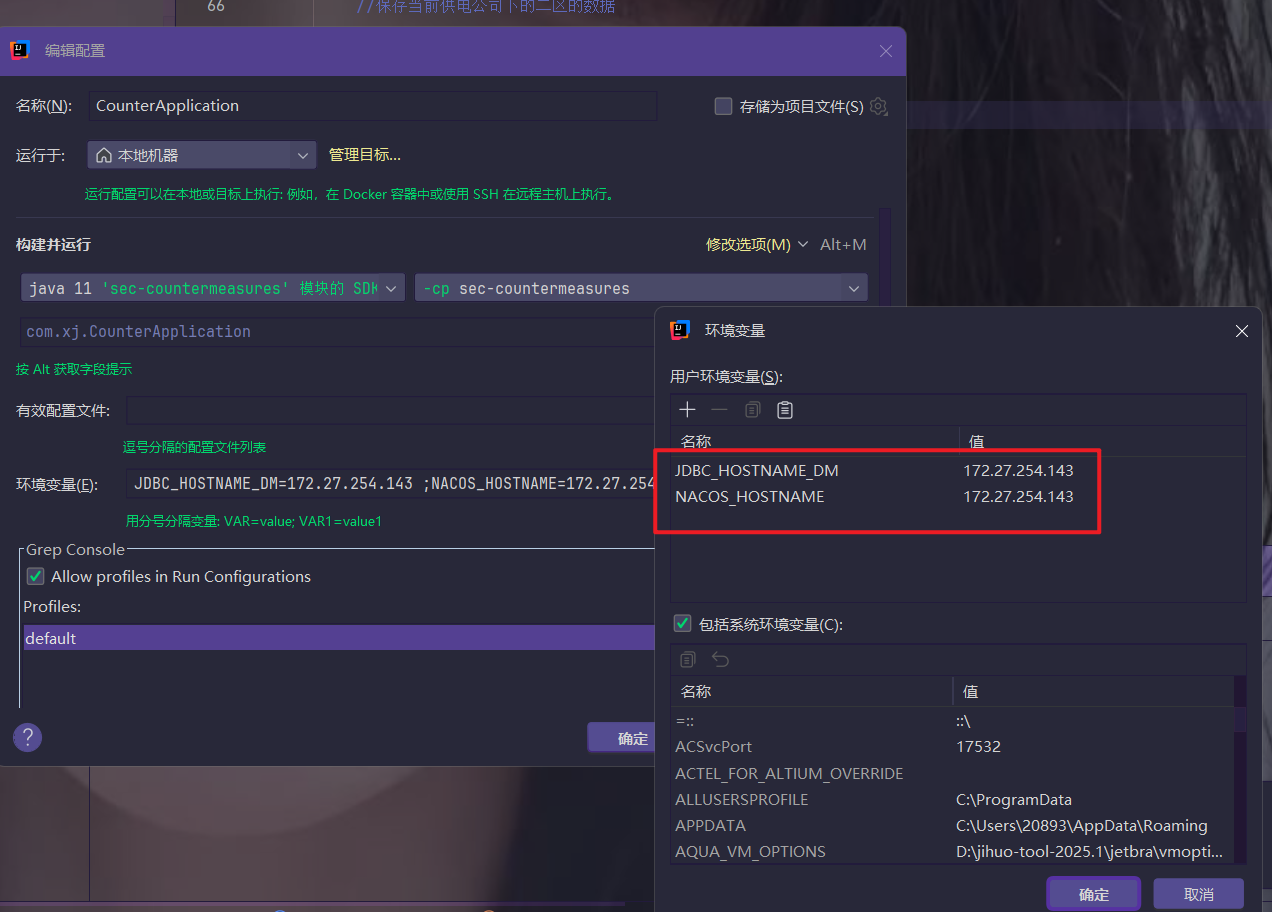 66
//保存当前供电公司下的二区的数据
编辑配置
名称(N):
CounterApplication
存储为项目文件(S)
运行于:
本地机器
管理目标...
运行配置可以在本地或目标上执行: 例如，在 Docker 容器中或使用 SSH 在远程主机上执行。
构建并运行
修改选项(M)
Alt+M
java 11 'sec-countermeasures' 模块的 SDK
-cp sec-countermeasures
com.xj.CounterApplication
按 Alt 获取字段提示
有效配置文件:
逗号分隔的配置文件列表
环境变量(E):
JDBC_HOSTNAME_DM=172.27.254.143 ;NACOS_HOSTNAME=172.27.254
用分号分隔变量: VAR=value; VAR1=value1
Grep Console
Allow profiles in Run Configurations
Profiles:
default
?
确定
环境变量
用户环境变量(S):
名称 值
JDBC_HOSTNAME_DM 172.27.254.143
NACOS_HOSTNAME 172.27.254.143
包括系统环境变量(C):
名称 值
=:: ::\
ACSvcPort 17532
ACTEL_FOR_ALTIUM_OVERRIDE
ALLUSERSPROFILE C:\ProgramData
APPDATA C:\Users\20893\AppData\Roaming
AQUA_VM_OPTIONS D:\jihuo-tool-2025.1\jetbra\vmopti...
确定 取消